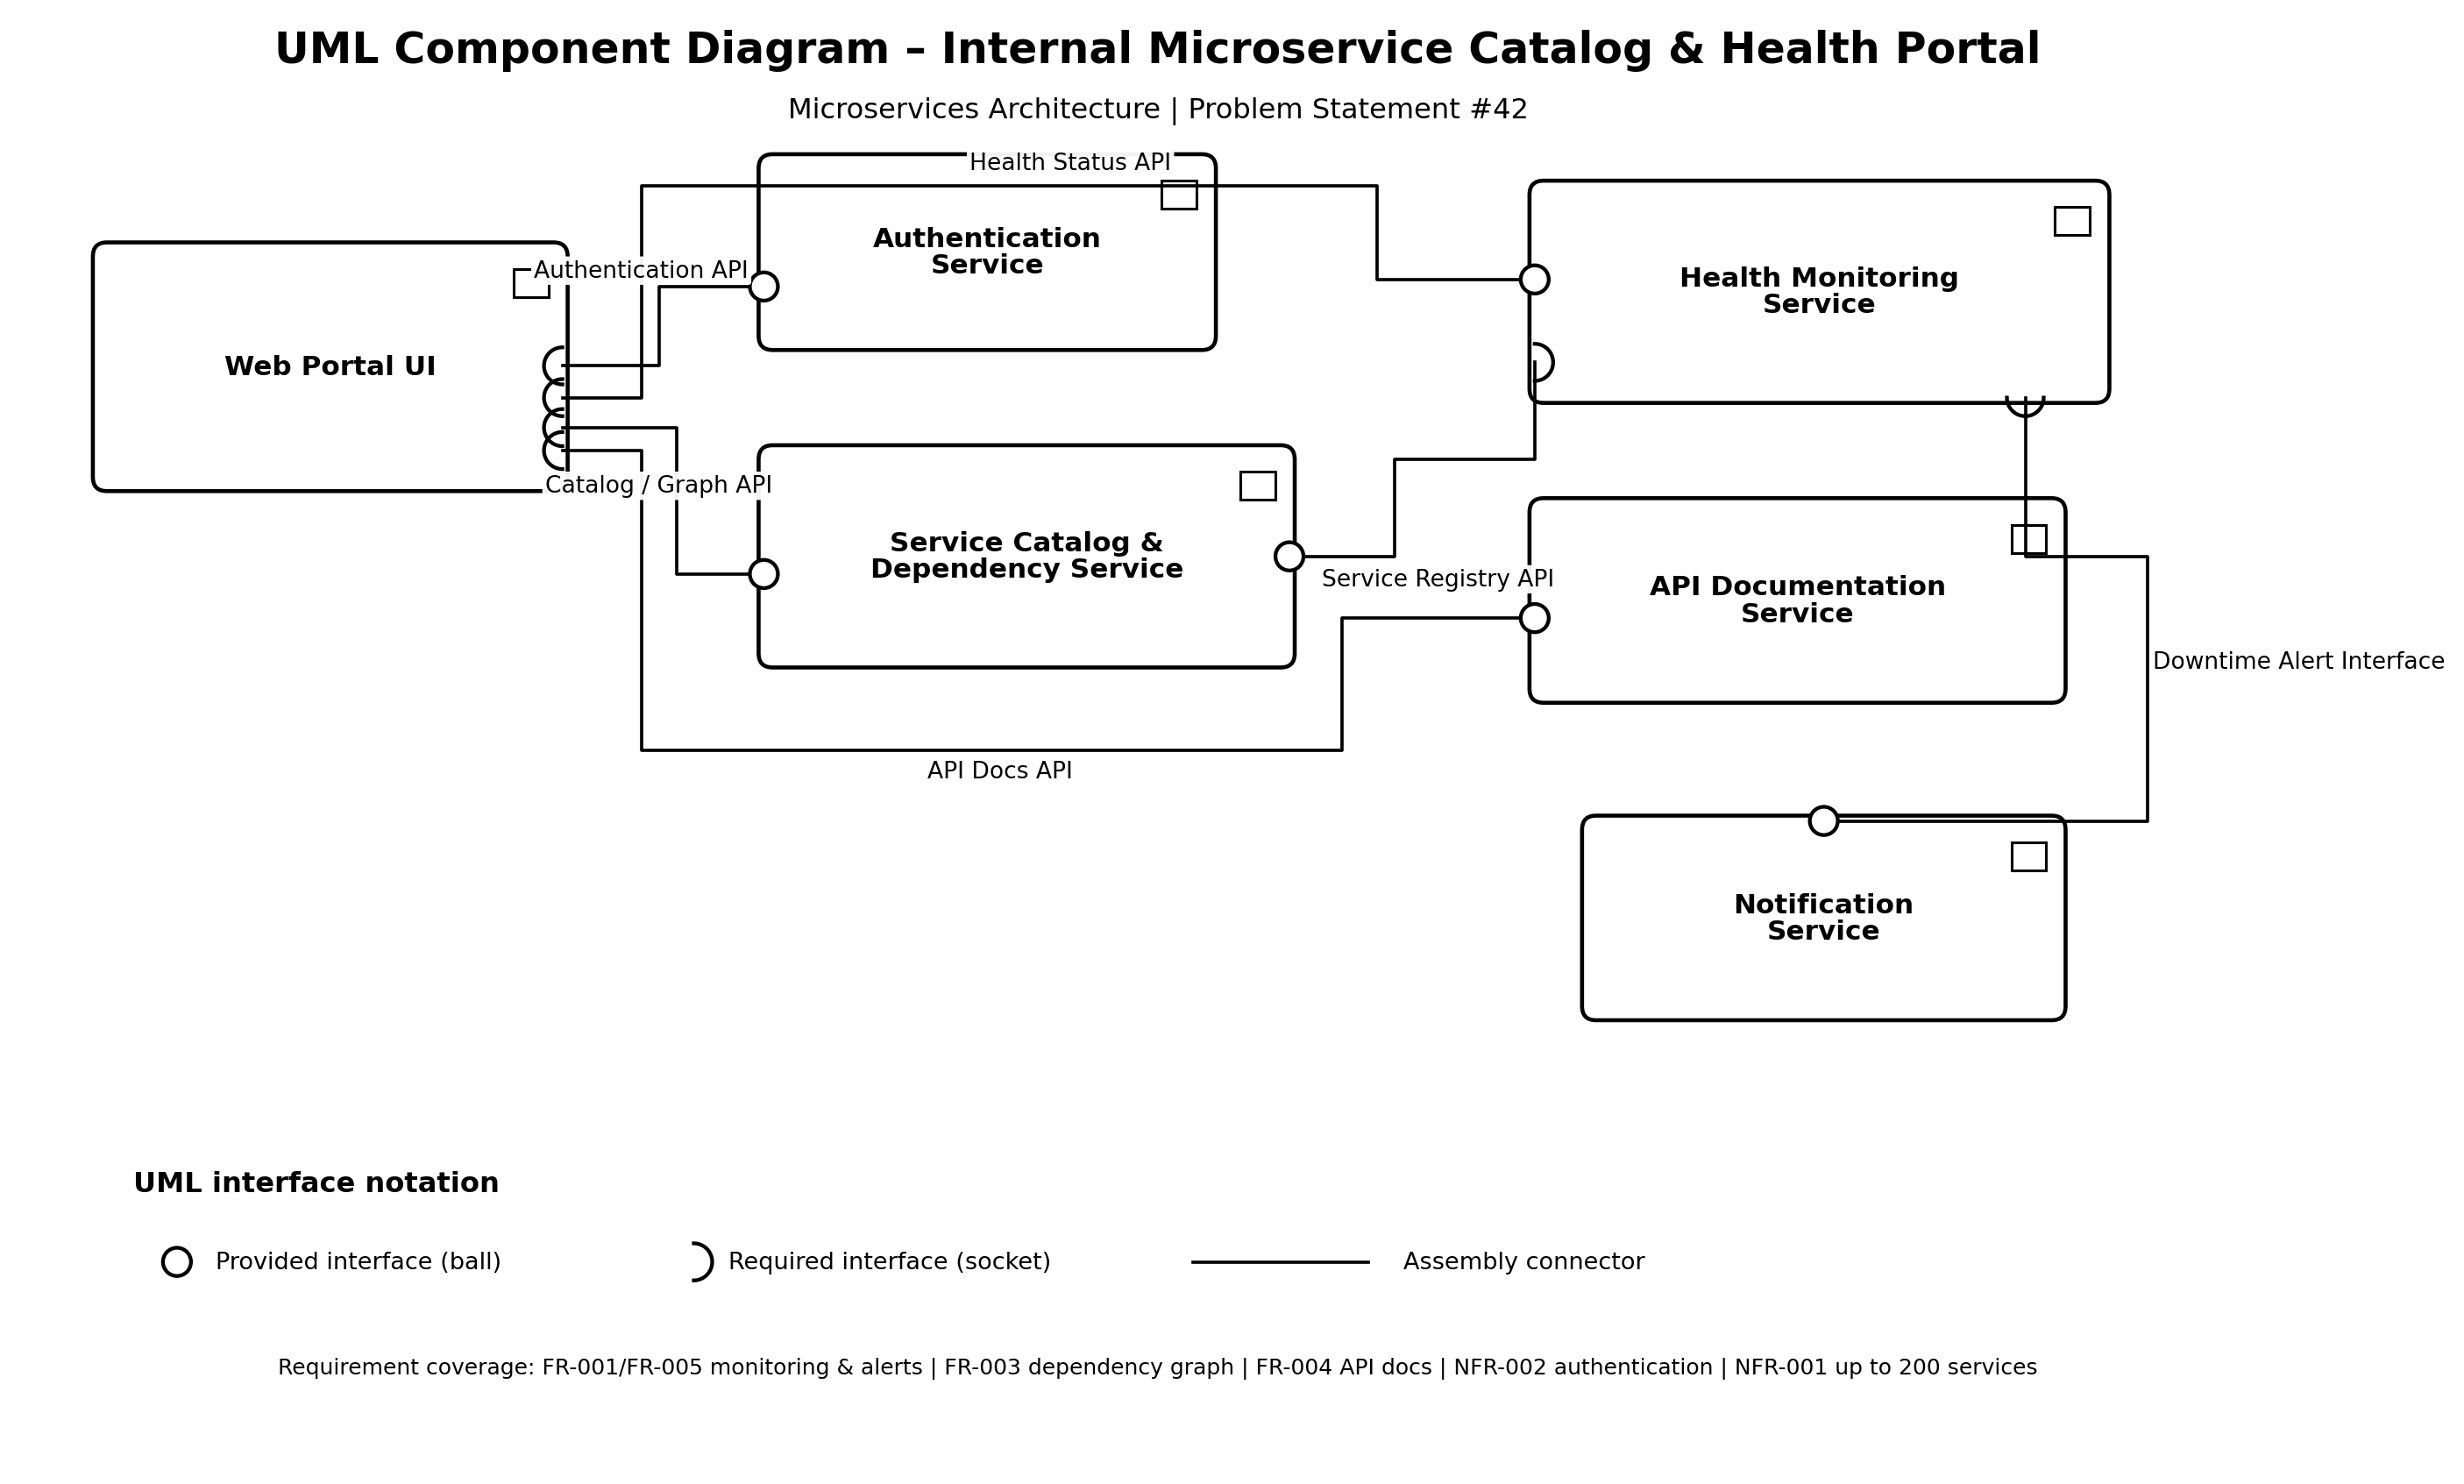 UML Component Diagram – Internal Microservice Catalog & Health Portal
Microservices Architecture | Problem Statement #42
Health Status API
Authentication API
Authentication
Service
Health Monitoring
Service
Web Portal UI
Catalog / Graph API
Service Catalog &
Dependency Service
Service Registry API
API Documentation
Service
Downtime Alert Interface
API Docs API
Notification
Service
UML interface notation
Provided interface (ball)
Required interface (socket)
Assembly connector
Requirement coverage: FR-001/FR-005 monitoring & alerts | FR-003 dependency graph | FR-004 API docs | NFR-002 authentication | NFR-001 up to 200 services